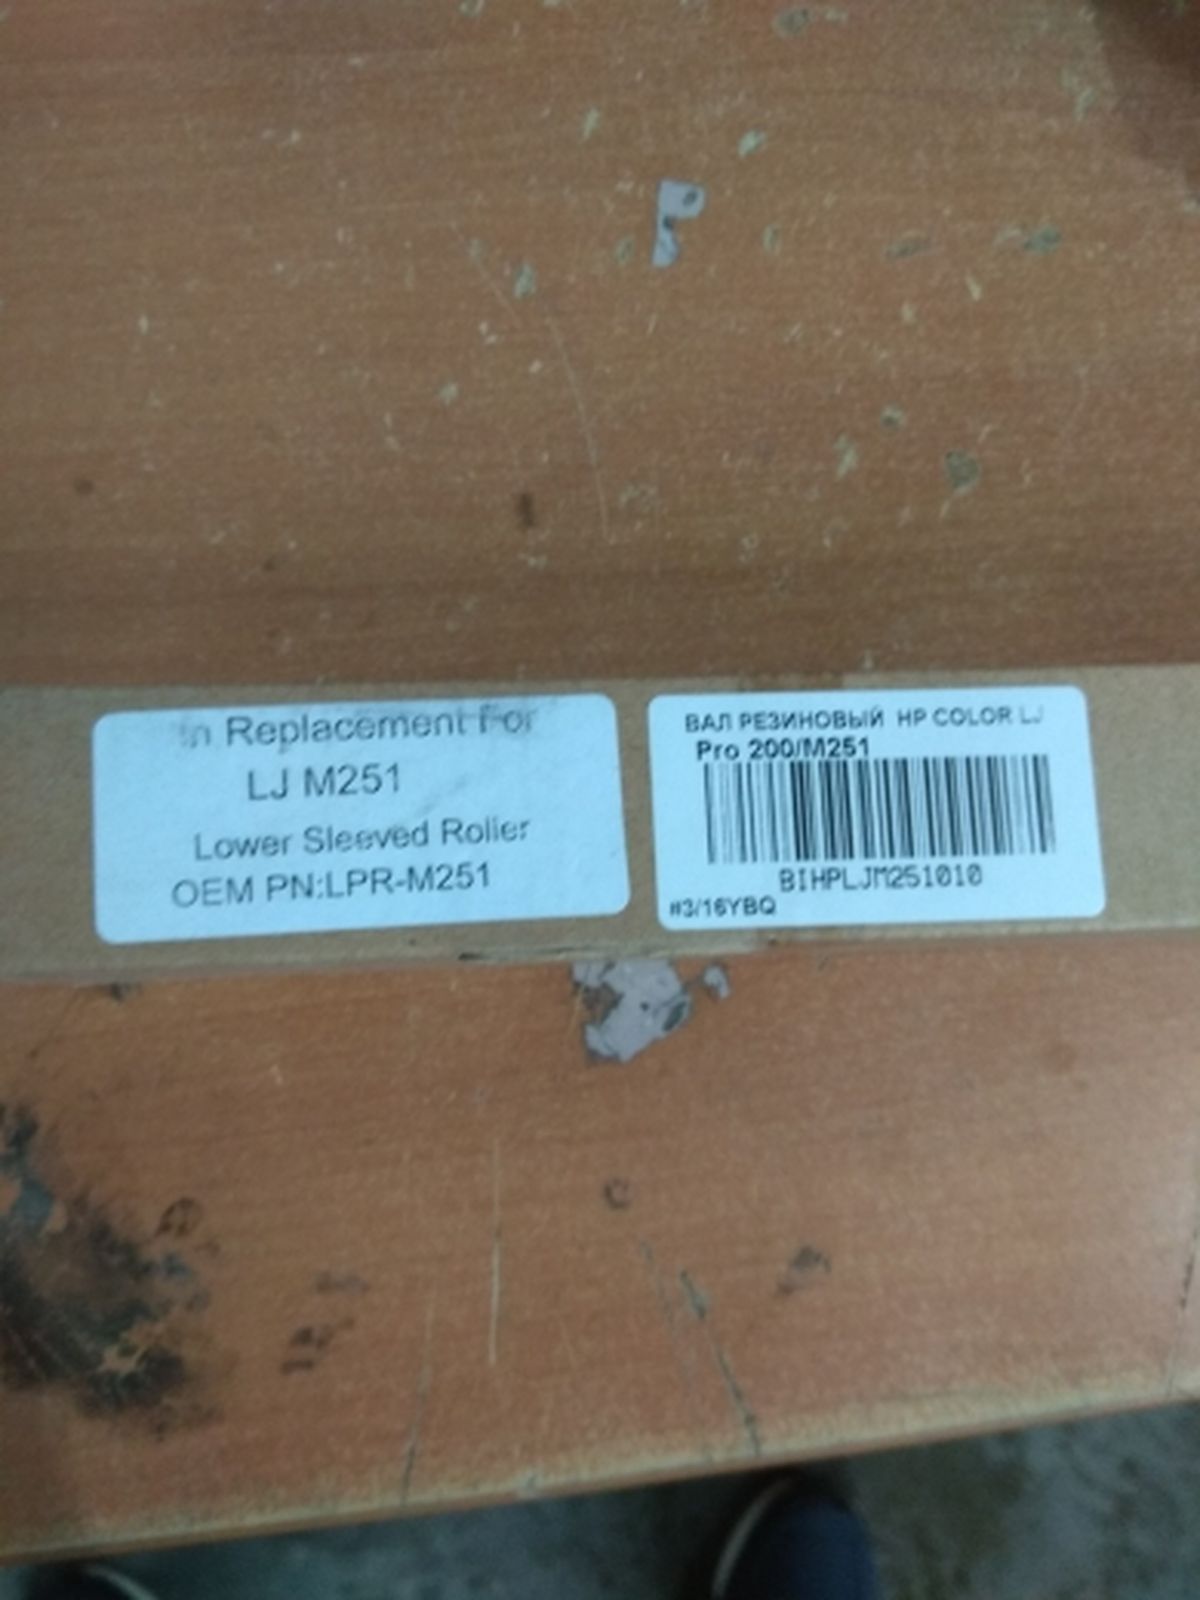 In Replacement For
LJ M251
Lower Sleeved Roller
OEM PN:LPR-M251
ВАЛ РЕЗИНОВЫЙ HP COLOR LJ
Pro 200/M251
BIHPLJM251010
#3/16YBQ